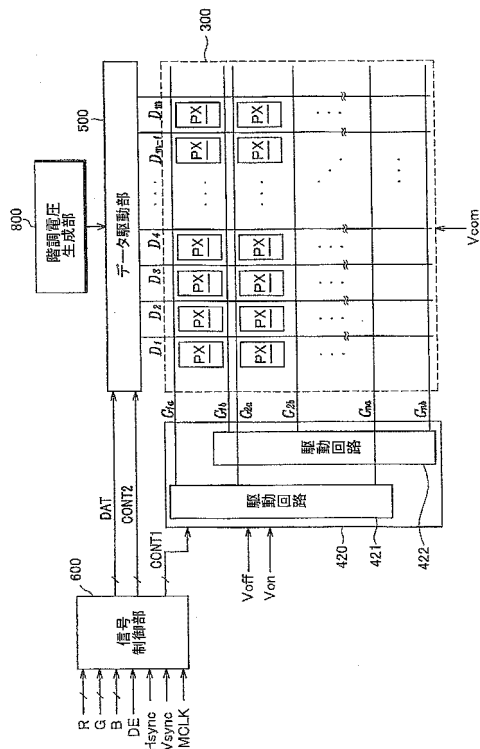 R
G
B
DE
Hsync
Vsync
MCLK
600
信号
制御部
DAT
CONT2
CONT1
Voff
Von
800
階調電圧
生成部
500
データ駆動部
300
D1 D2 D3 D4 ... Dm-1 Dm
G1a
PX PX PX PX ... PX PX
G1b
G2a
PX PX PX PX ... PX PX
G2b
Gna
Gnb
駆動回路
駆動回路
420
421
422
Vcom